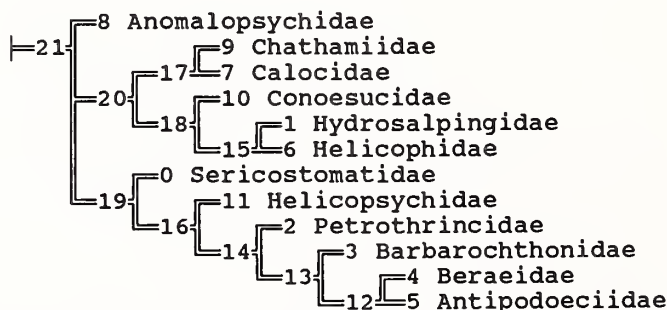 8 Anomalopsychidae
21 9 Chathamiidae
17 7 Calocidae
20 10 Conoesucidae
18 1 Hydrosalpingidae
15 6 Helicophidae
0 Sericostomatidae
19 11 Helicopsychidae
16 2 Petrothrincidae
14 3 Barbarochthonidae
13 4 Beraeidae
12 5 Antipodoeciidae